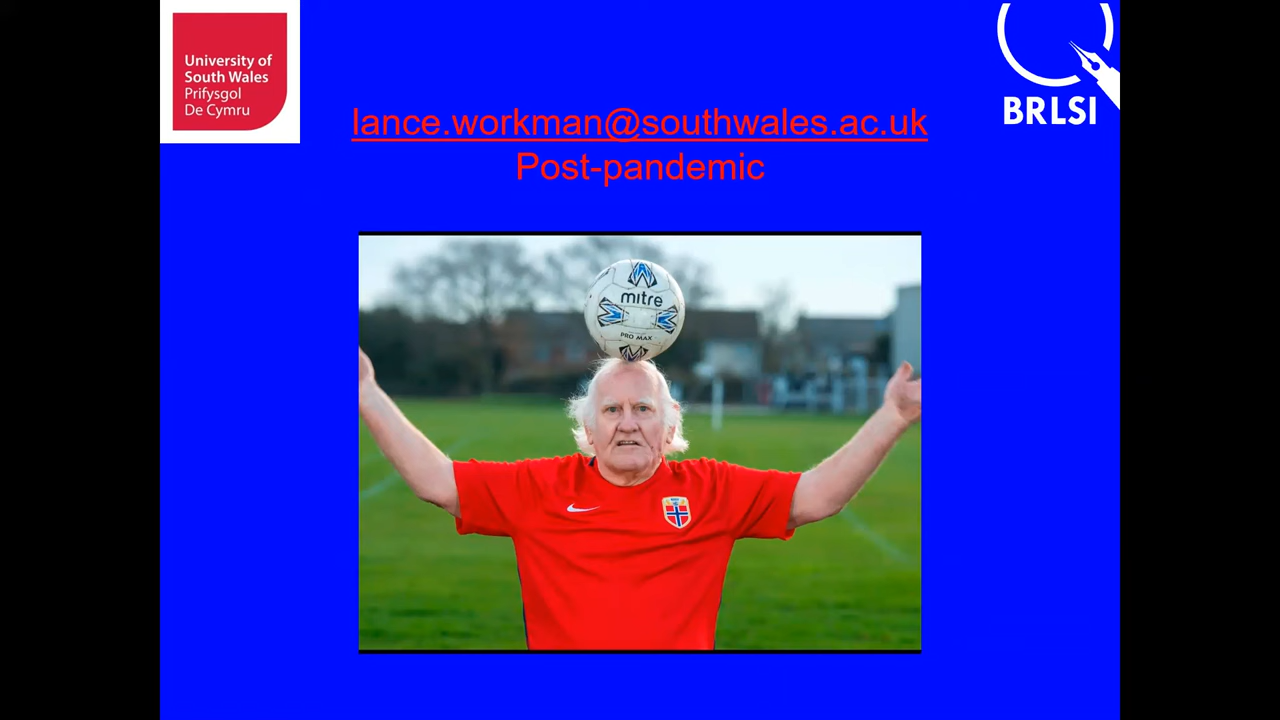 University of
South Wales
Prifysgol
De Cymru
BRLSI
lance.workman@southwales.ac.uk
Post-pandemic
mitre
PRO MAX